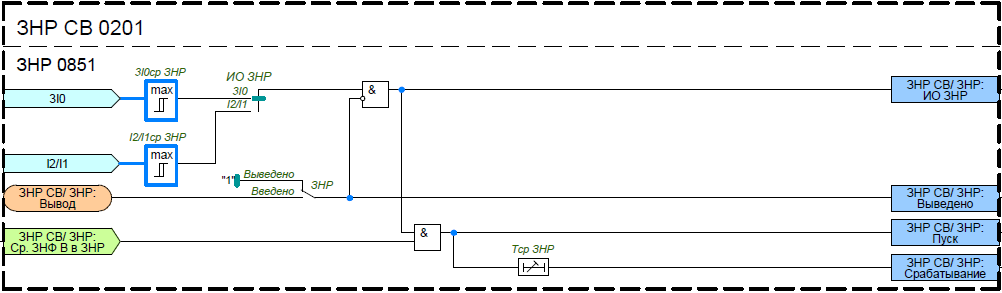 ЗНР СВ 0201
ЗНР 0851
3I0ср ЗНР
ИО ЗНР
ЗНР СВ/ ЗНР:
ИО ЗНР
3I0
max
3I0
I2/I1
&
I2/I1ср ЗНР
I2/I1
max
"1"
Выведено
Введено
ЗНР
ЗНР СВ/ ЗНР:
Вывод
ЗНР СВ/ ЗНР:
Выведено
ЗНР СВ/ ЗНР:
Ср. ЗНФ В в ЗНР
&
ЗНР СВ/ ЗНР:
Пуск
Тср ЗНР
ЗНР СВ/ ЗНР:
Срабатывание